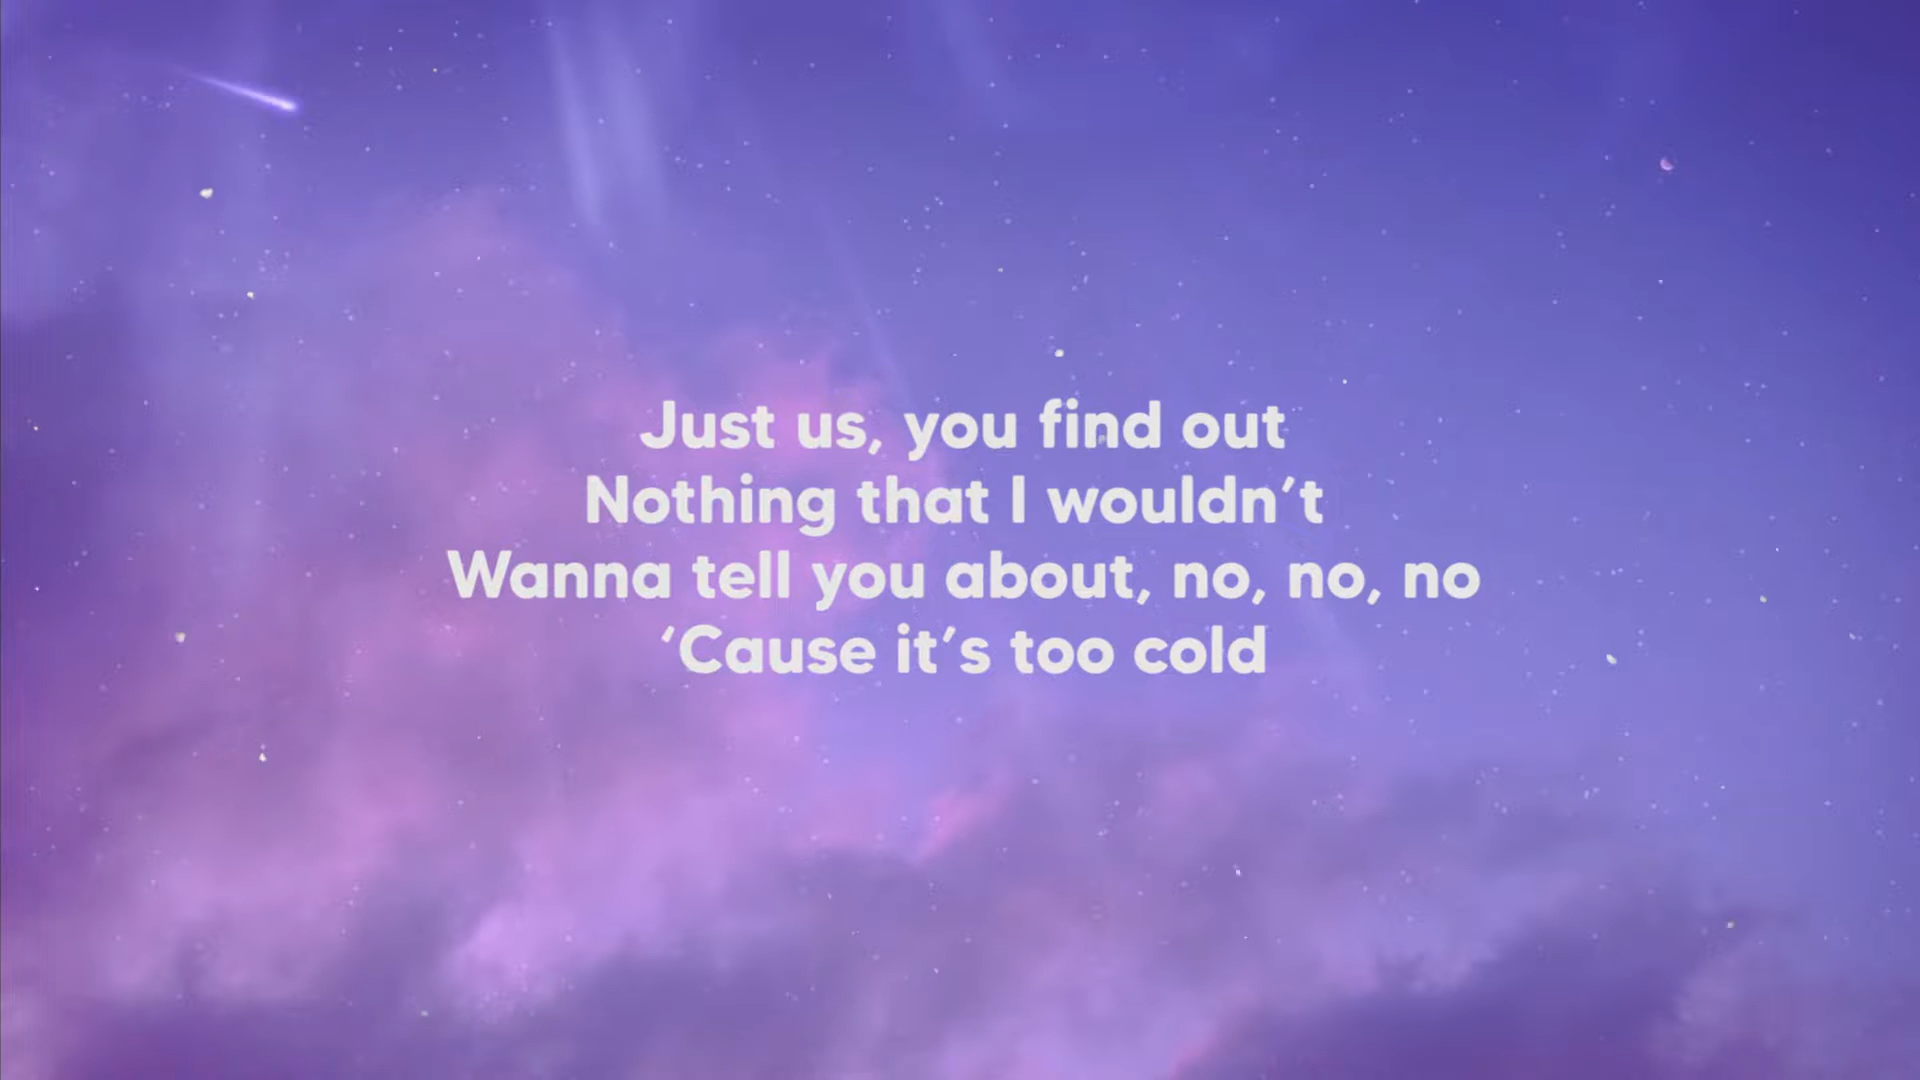 Just us, you find out
Nothing that I wouldn’t
Wanna tell you about, no, no, no
‘Cause it’s too cold